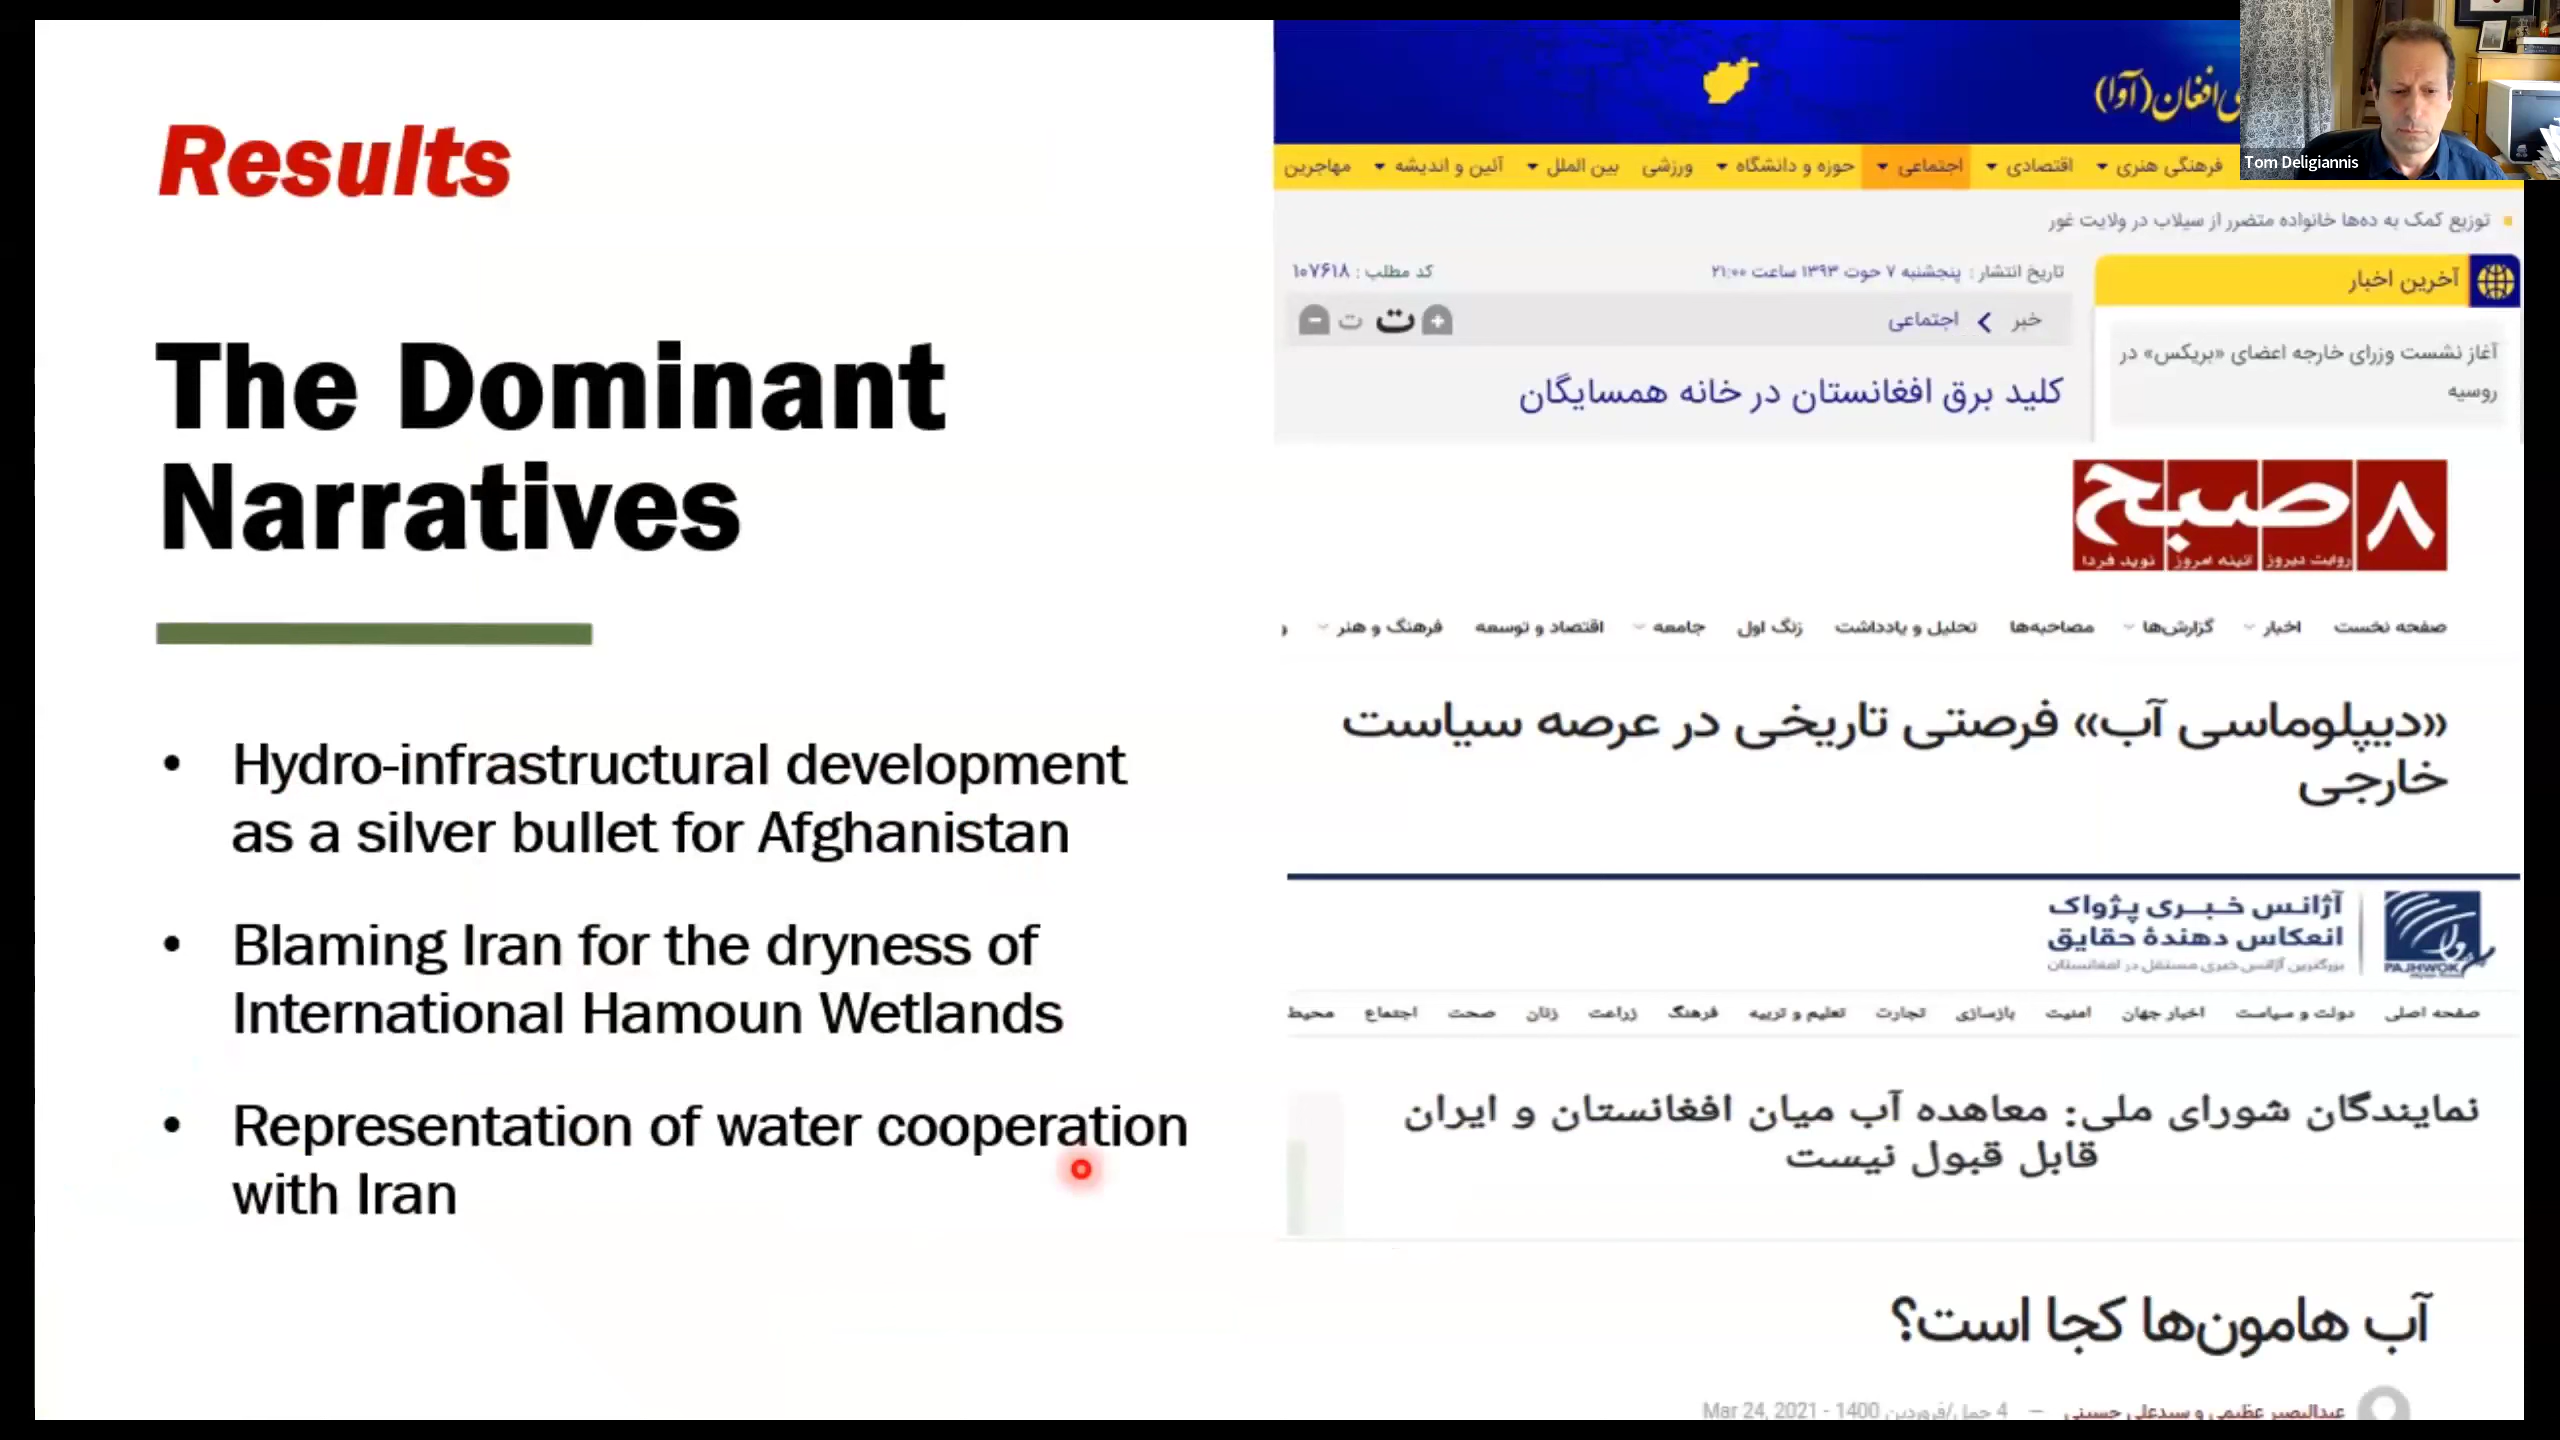 Results
The Dominant
Narratives
• Hydro-infrastructural development
as a silver bullet for Afghanistan
• Blaming Iran for the dryness of
International Hamoun Wetlands
• Representation of water cooperation
with Iran
افغان(آوا)
فرهنگی هنری اقتصادی اجتماعی حوزه و دانشگاه ورزشی بین الملل آئین و اندیشه مهاجرین
توزیع کمک به ده‌ها خانواده متضرر از سیلاب در ولایت غور
آخرین اخبار
آغاز نشست وزرای خارجه اعضای «بریکس» در
روسیه
تاریخ انتشار : پنجشنبه ۷ حوت ۱۳۹۳ ساعت ۲۱:۰۰
کد مطلب : ۱۰۷۶۱۸
خبر اجتماعی
ت ت
کلید برق افغانستان در خانه همسایگان
۸صبح
روایت دیروز آئینه امروز نوید فردا
صفحه نخست اخبار گزارش‌ها مصاحبه‌ها تحلیل و یادداشت زنگ اول جامعه اقتصاد و توسعه فرهنگ و هنر و
«دیپلوماسی آب» فرصتی تاریخی در عرصه سیاست
خارجی
آژانس خبری پژواک
انعکاس دهندهٔ حقایق
بزرگترین آژانس خبری مستقل در افغانستان
PAJHWOK
صفحه اصلی دولت و سیاست اخبار جهان امنیت بازسازی تجارت تعلیم و تربیه فرهنگ زراعت زنان صحت اجتماع محیط
نمایندگان شورای ملی: معاهده آب میان افغانستان و ایران
قابل قبول نیست
آب هامون‌ها کجا است؟
عبدالبصیر عظیمی و سیدعلی حسینی — 4 حمل/فروردین 1400 - Mar 24, 2021
Tom Deligiannis